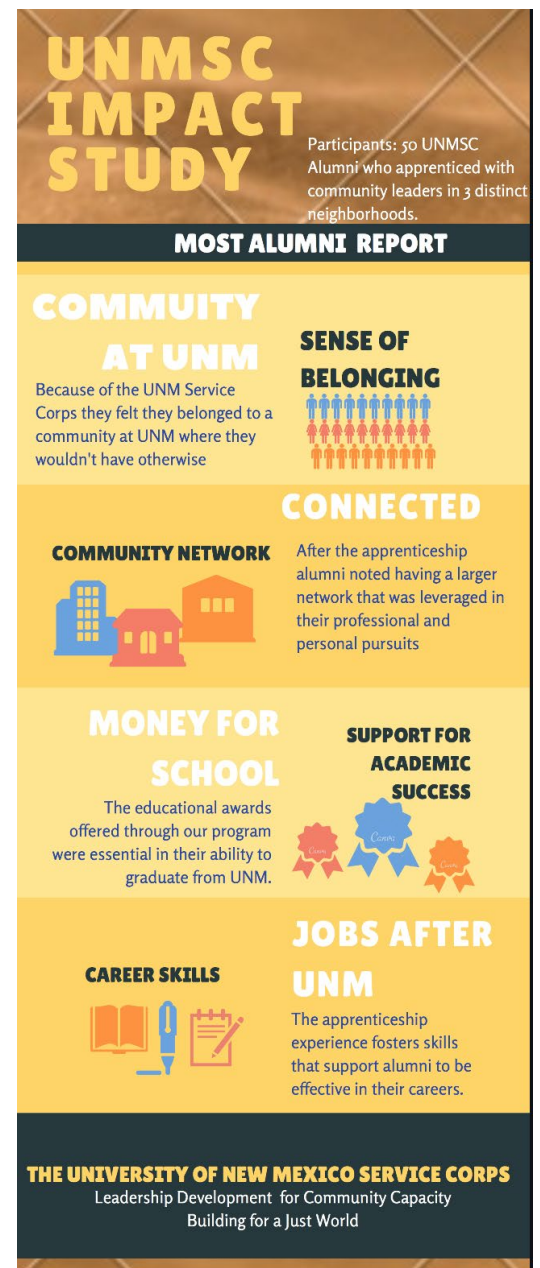 UNMSC
IMPACT
STUDY
Participants: 50 UNMSC
Alumni who apprenticed with
community leaders in 3 distinct
neighborhoods.
MOST ALUMNI REPORT
COMMUITY
AT UNM
Because of the UNM Service
Corps they felt they belonged to a
community at UNM where they
wouldn't have otherwise
SENSE OF
BELONGING
CONNECTED
COMMUNITY NETWORK
After the apprenticeship
alumni noted having a larger
network that was leveraged in
their professional and
personal pursuits
MONEY FOR
SCHOOL
The educational awards
offered through our program
were essential in their ability to
graduate from UNM.
SUPPORT FOR
ACADEMIC
SUCCESS
Canva
Canva
Canva
JOBS AFTER
UNM
CAREER SKILLS
The apprenticeship
experience fosters skills
that support alumni to be
effective in their careers.
THE UNIVERSITY OF NEW MEXICO SERVICE CORPS
Leadership Development for Community Capacity
Building for a Just World